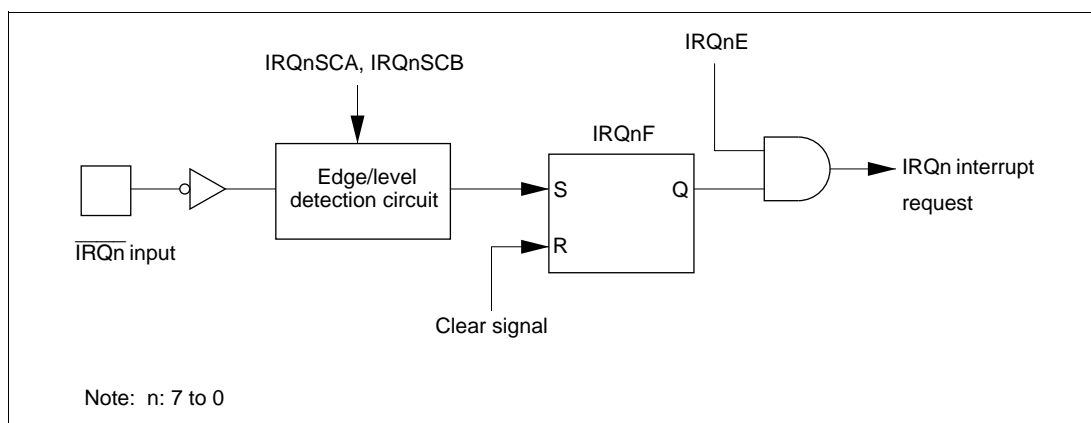 IRQnE
IRQnSCA, IRQnSCB
IRQnF
Edge/level
detection circuit
S
Q
R
IRQn interrupt
request
IRQn input
Clear signal
Note: n: 7 to 0